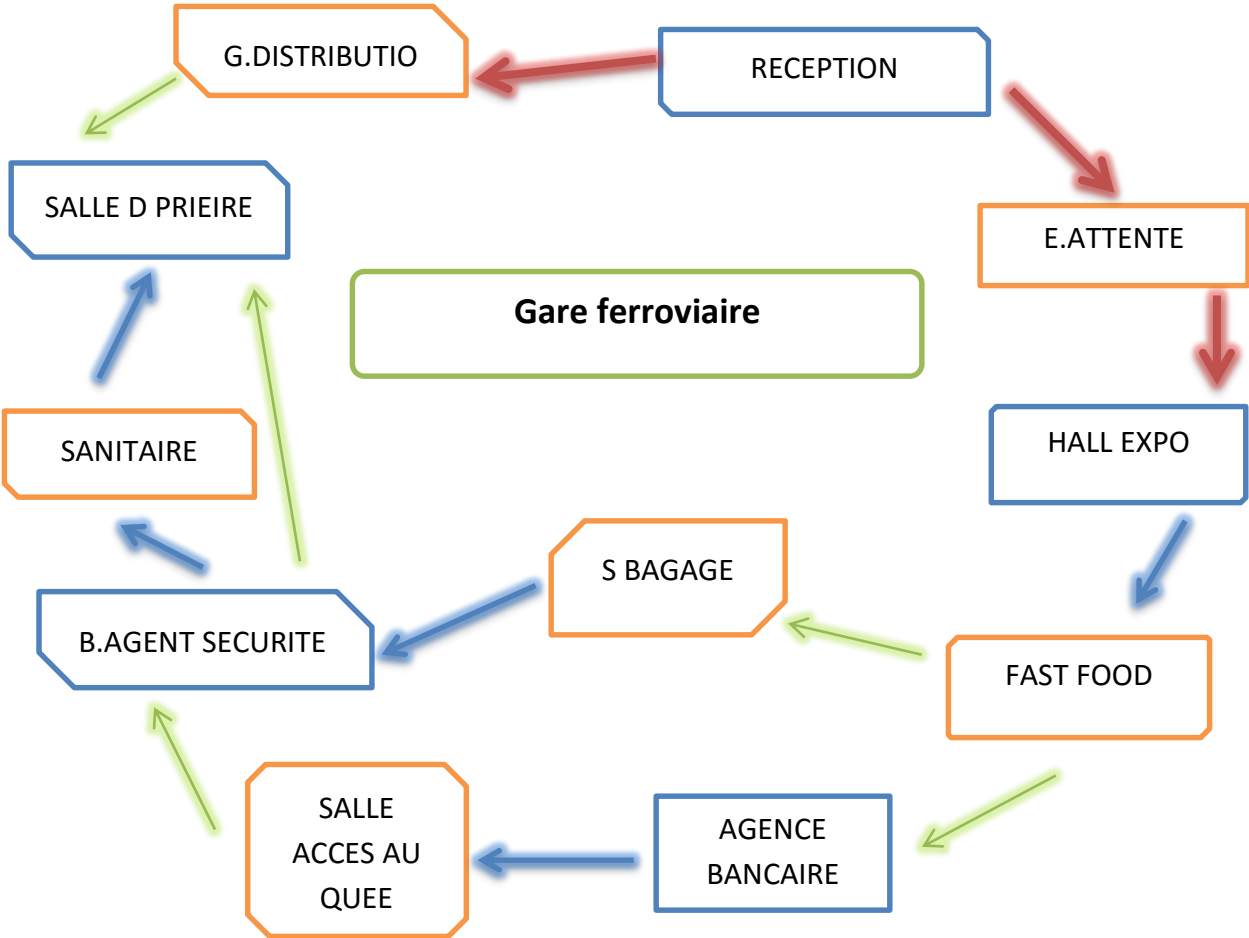 G.DISTRIBUTIO
RECEPTION
SALLE D PRIEIRE
E.ATTENTE
Gare ferroviaire
SANITAIRE
HALL EXPO
S BAGAGE
B.AGENT SECURITE
FAST FOOD
SALLE
ACCES AU
QUEE
AGENCE
BANCAIRE